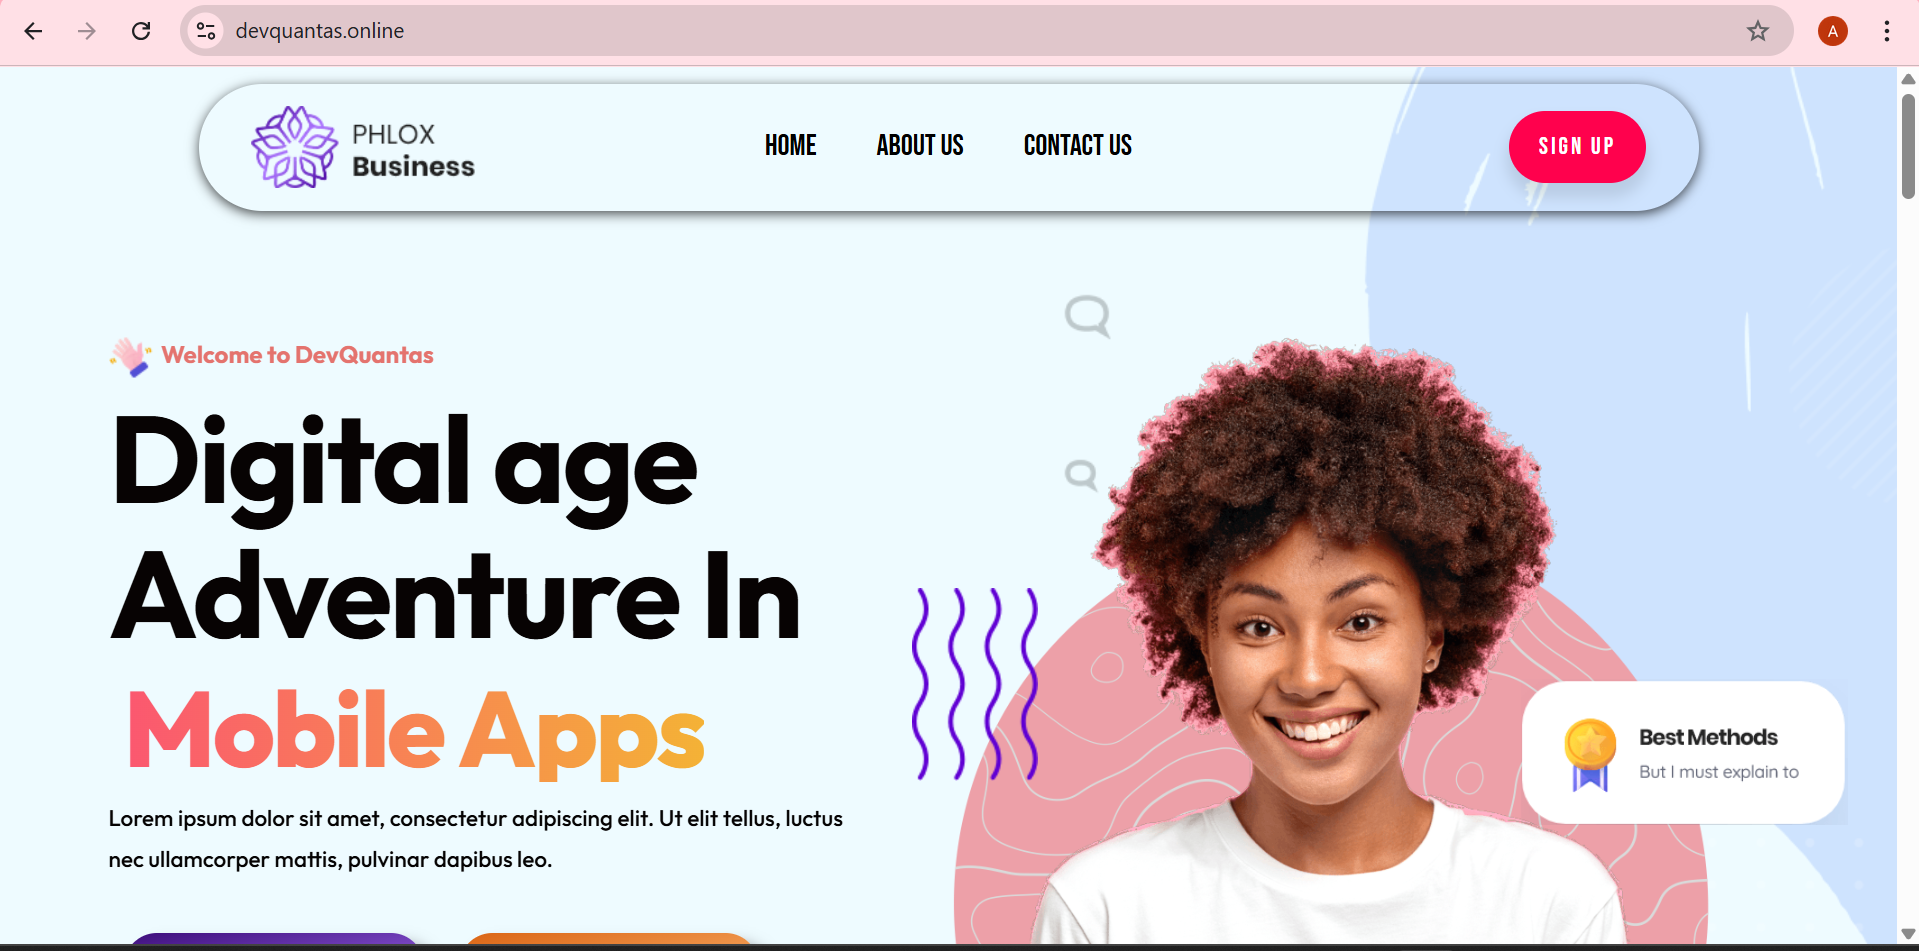 devquantas.online
A
PHLOX
Business
HOME
ABOUT US
CONTACT US
SIGN UP
Welcome to DevQuantas
Digital age
Adventure In
Mobile Apps
Lorem ipsum dolor sit amet, consectetur adipiscing elit. Ut elit tellus, luctus
nec ullamcorper mattis, pulvinar dapibus leo.
Best Methods
But I must explain to